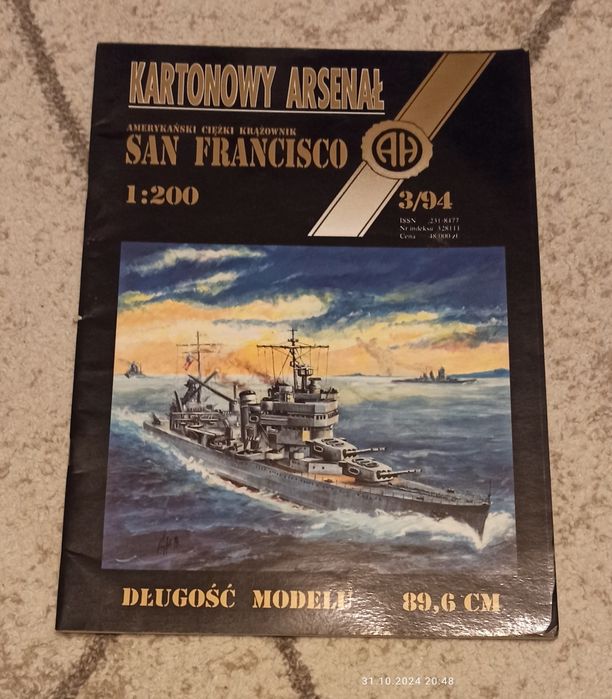 KARTONOWY ARSENAŁ
AMERYKAŃSKI CIĘŻKI KRĄŻOWNIK
SAN FRANCISCO
AH
1:200
3/94
ISSN 1231-8477
Nr indeksu 328111
Cena 48.000 zł
DŁUGOŚĆ MODELU 89,6 CM
31.10.2024 20:48